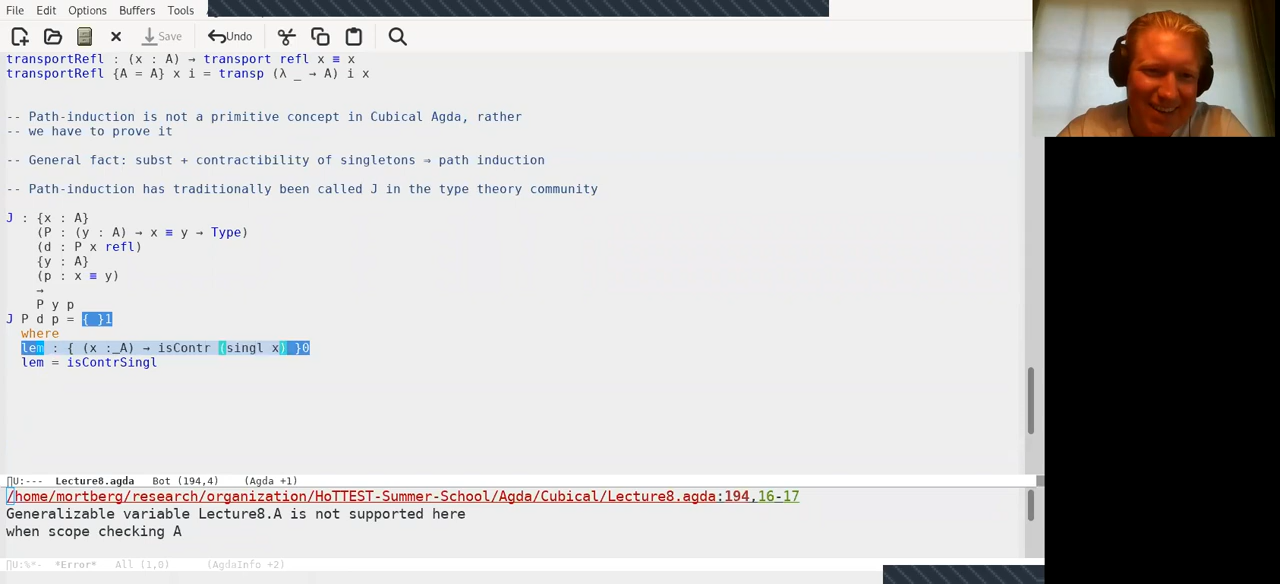 File Edit Options Buffers Tools
Save Undo
transportRefl : (x : A) → transport refl x ≡ x
transportRefl {A = A} x i = transp (λ _ → A) i x
-- Path-induction is not a primitive concept in Cubical Agda, rather
-- we have to prove it
-- General fact: subst + contractibility of singletons ⇒ path induction
-- Path-induction has traditionally been called J in the type theory community
J : {x : A}
(P : (y : A) → x ≡ y → Type)
(d : P x refl)
{y : A}
(p : x ≡ y)
→
P y p
J P d p = { }1
where
lem : { (x :_A) → isContr (singl x) }0
lem = isContrSingl
U:--- Lecture8.agda Bot (194,4) (Agda +1)
/home/mortberg/research/organization/HoTTEST-Summer-School/Agda/Cubical/Lecture8.agda:194,16-17
Generalizable variable Lecture8.A is not supported here
when scope checking A
U:%*- *Error* All (1,0) (AgdaInfo +2)